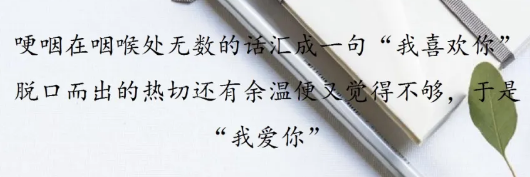 哽咽在咽喉处无数的话汇成一句“我喜欢你”
脱口而出的热切还有余温便又觉得不够，于是
“我爱你”